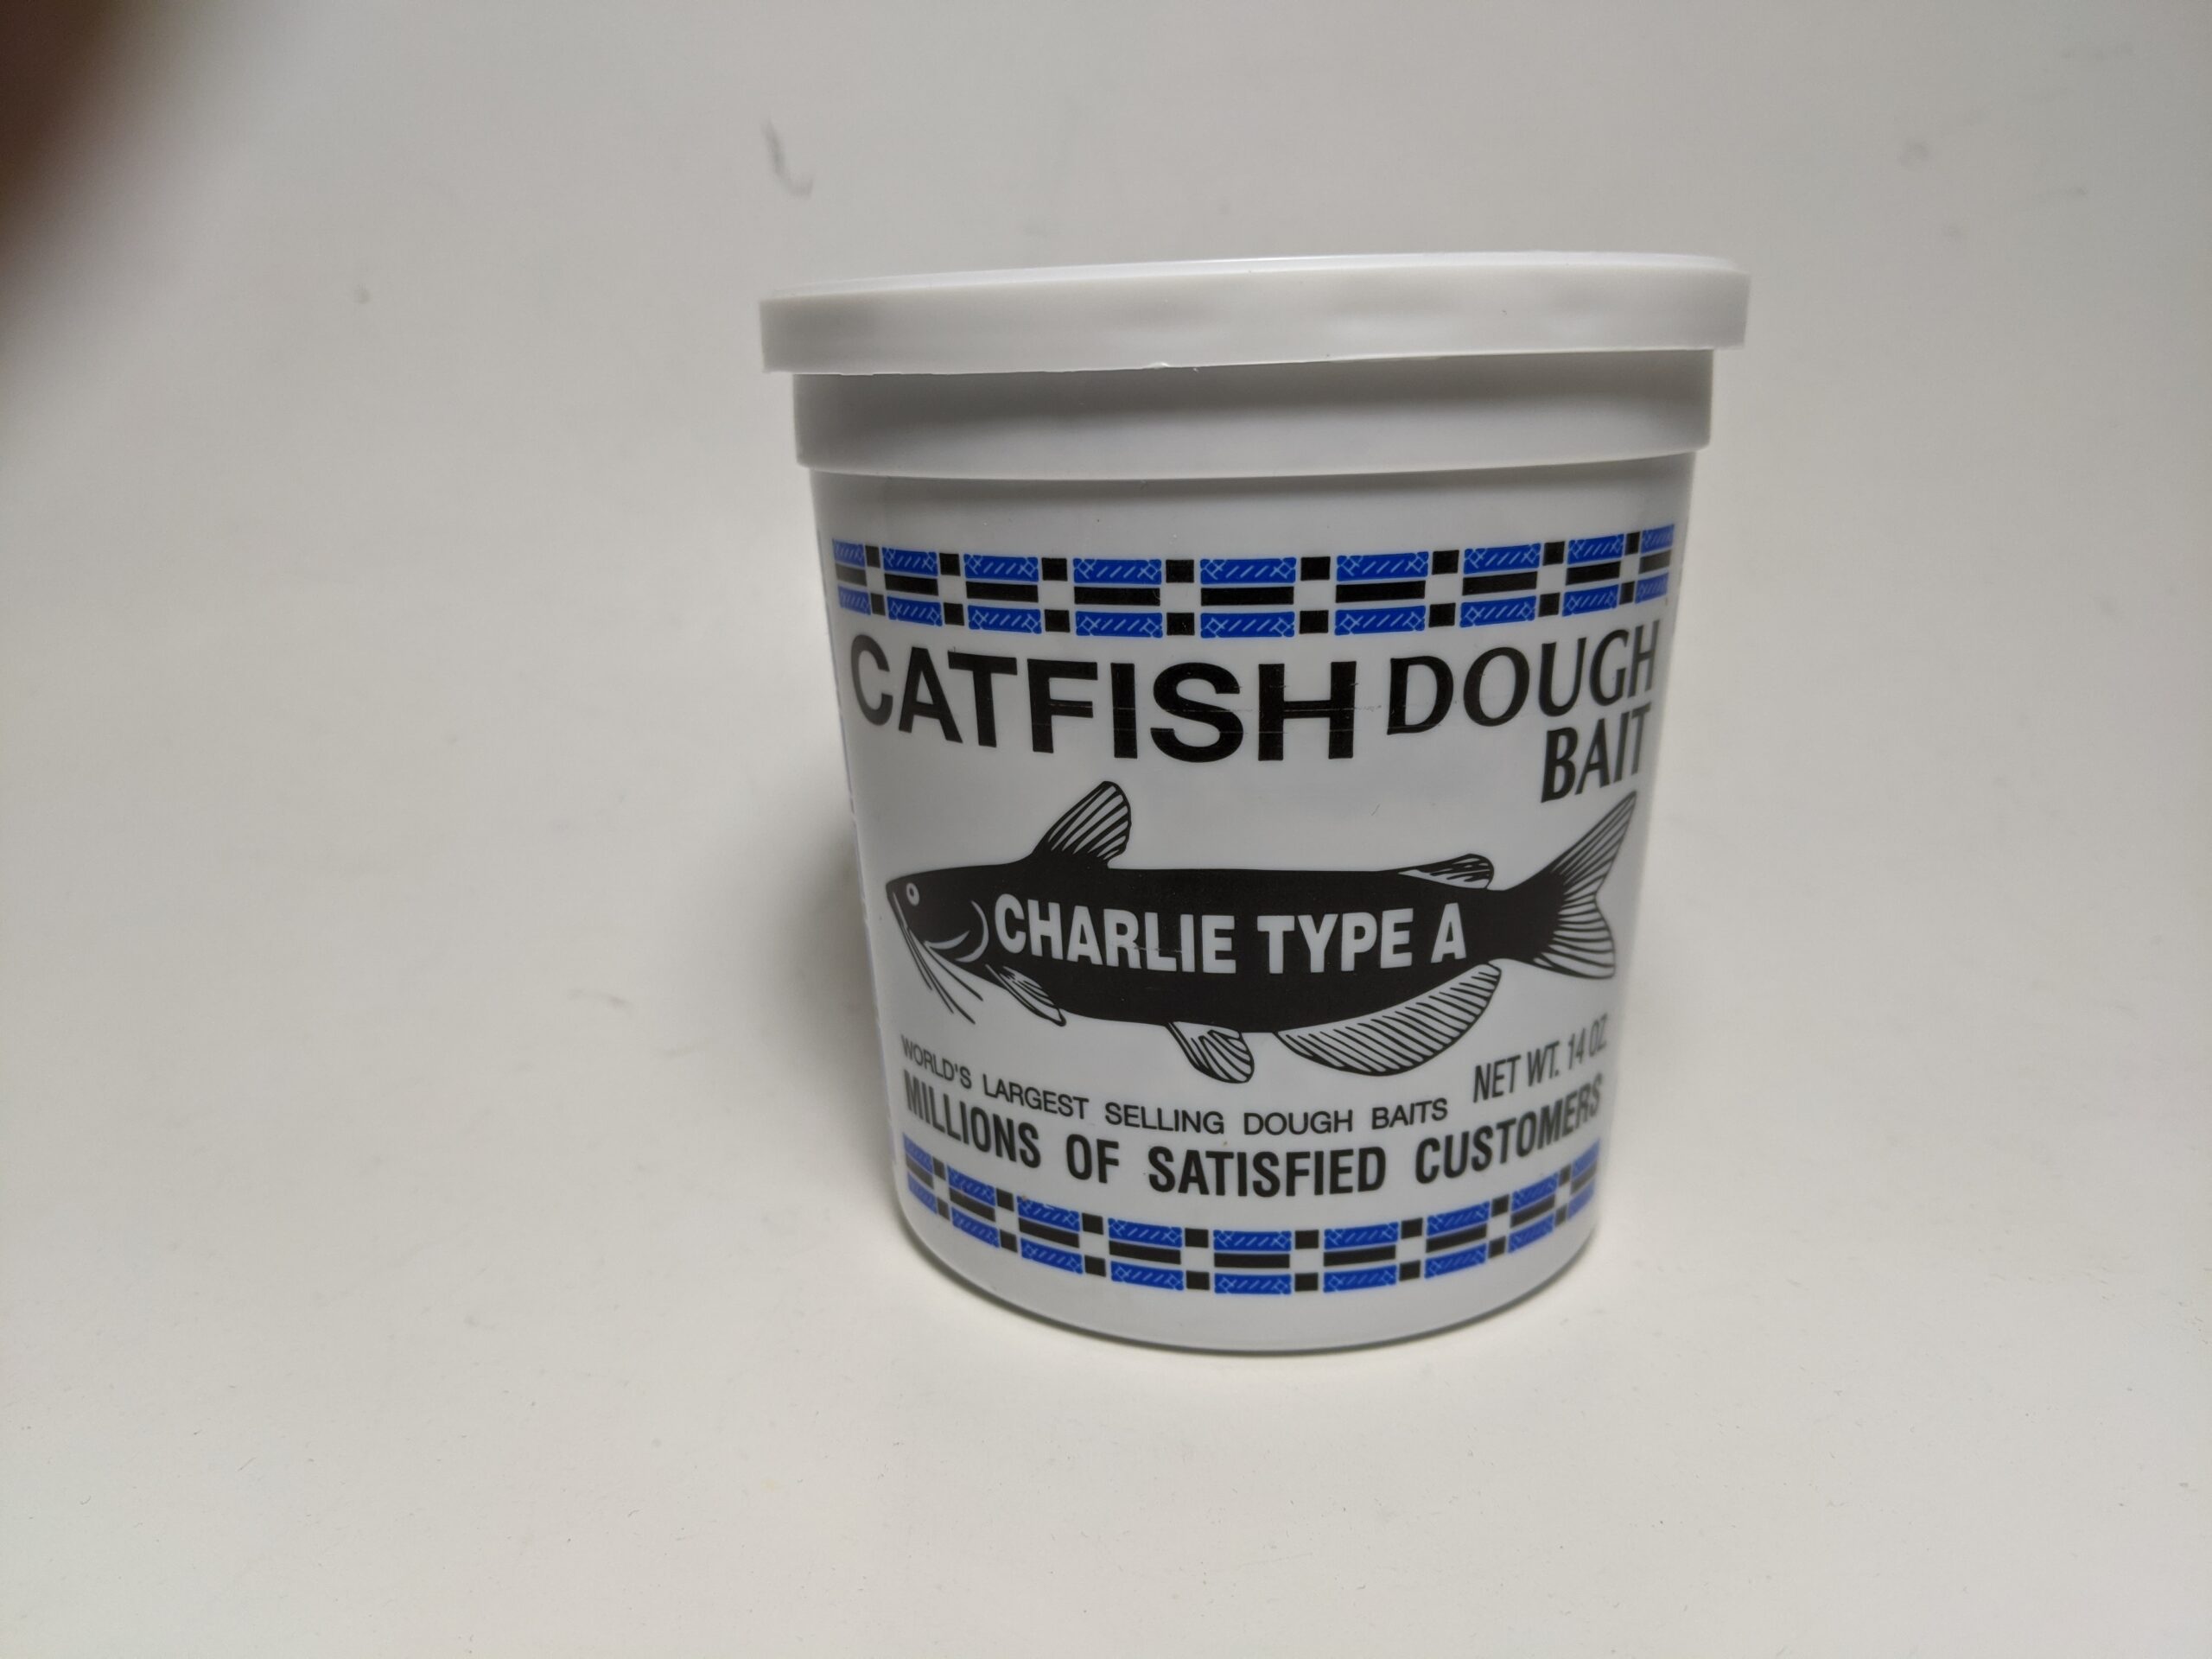 CATFISH DOUGH
BAIT
CHARLIE TYPE A
WORLD'S LARGEST SELLING DOUGH BAITS
NET WT. 14 OZ.
MILLIONS OF SATISFIED CUSTOMERS